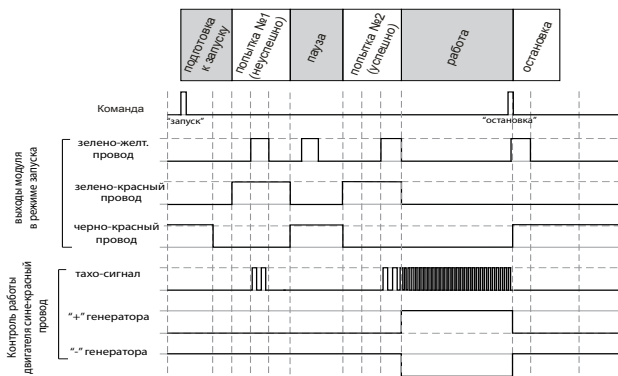 подготовка
к запуску
попытка №1
(неуспешно)
пауза
попытка №2
(успешно)
работа
остановка
Команда
"запуск"
"остановка"
выходы модуля
в режиме запуска
зелено-желт.
провод
зелено-красный
провод
черно-красный
провод
Контроль работы
двигателя сине-красный
провод
тахо-сигнал
"+" генератора
"-" генератора